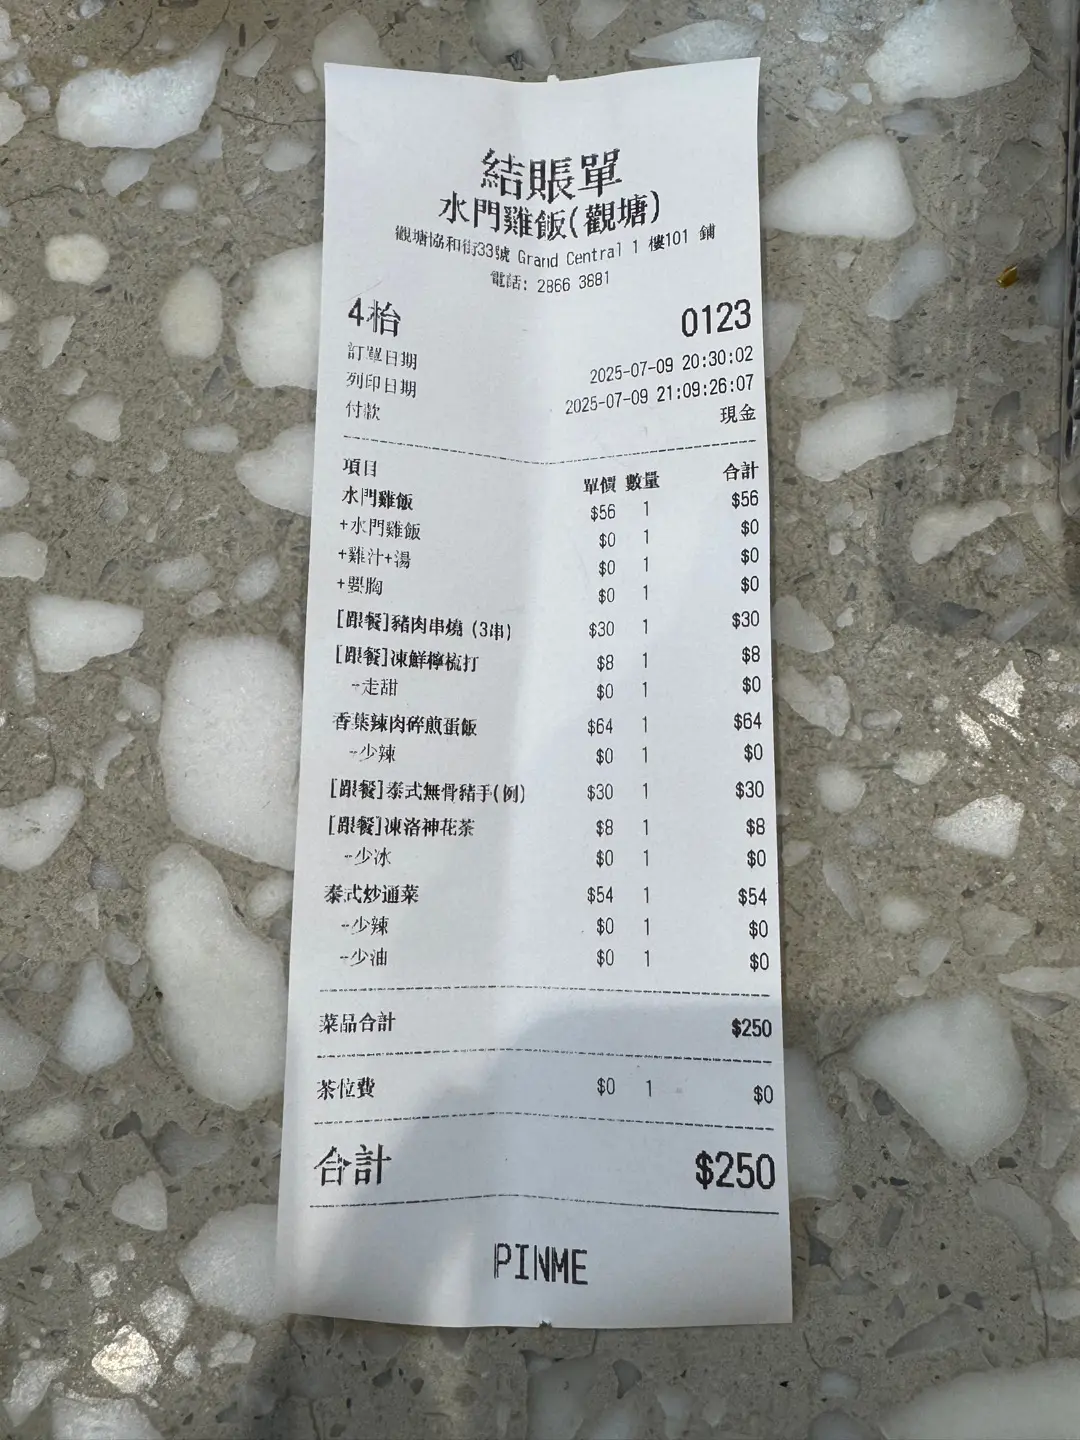 結賬單
水門雞飯(觀塘)
觀塘協和街33號 Grand Central 1 樓101 鋪
電話: 2866 3881
4枱 0123
訂單日期 2025-07-09 20:30:02
列印日期 2025-07-09 21:09:26:07
付款 現金
項目 單價 數量 合計
水門雞飯 $56 1 $56
+水門雞飯 $0 1 $0
+雞汁+湯 $0 1 $0
+要胸 $0 1 $0
[跟餐]豬肉串燒 (3串) $30 1 $30
[跟餐]凍鮮檸梳打 $8 1 $8
-走甜 $0 1 $0
香葉辣肉碎煎蛋飯 $64 1 $64
-少辣 $0 1 $0
[跟餐]泰式無骨豬手(例) $30 1 $30
[跟餐]凍洛神花茶 $8 1 $8
-少冰 $0 1 $0
泰式炒通菜 $54 1 $54
-少辣 $0 1 $0
-少油 $0 1 $0
菜品合計 $250
茶位費 $0 1 $0
合計 $250
PINME